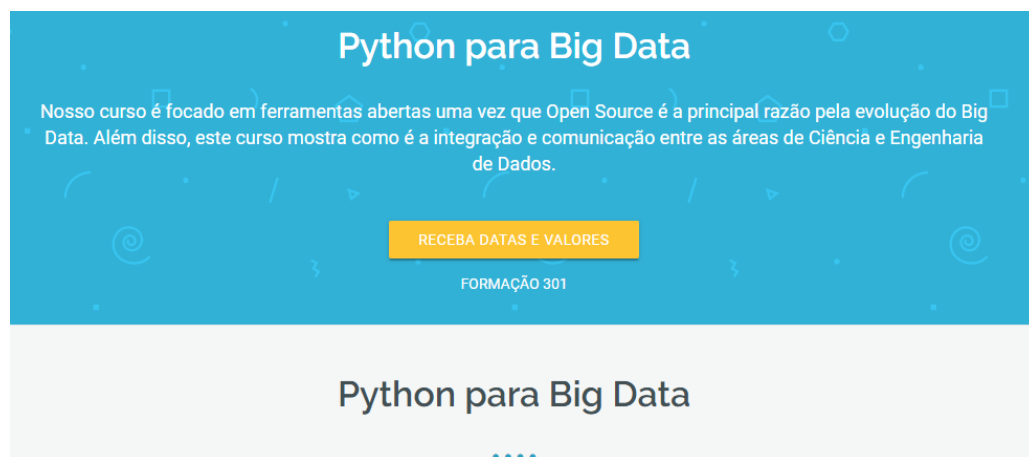 Python para Big Data
Nosso curso é focado em ferramentas abertas uma vez que Open Source é a principal razão pela evolução do Big
Data. Além disso, este curso mostra como é a integração e comunicação entre as áreas de Ciência e Engenharia
de Dados.
RECEBA DATAS E VALORES
FORMAÇÃO 301
Python para Big Data